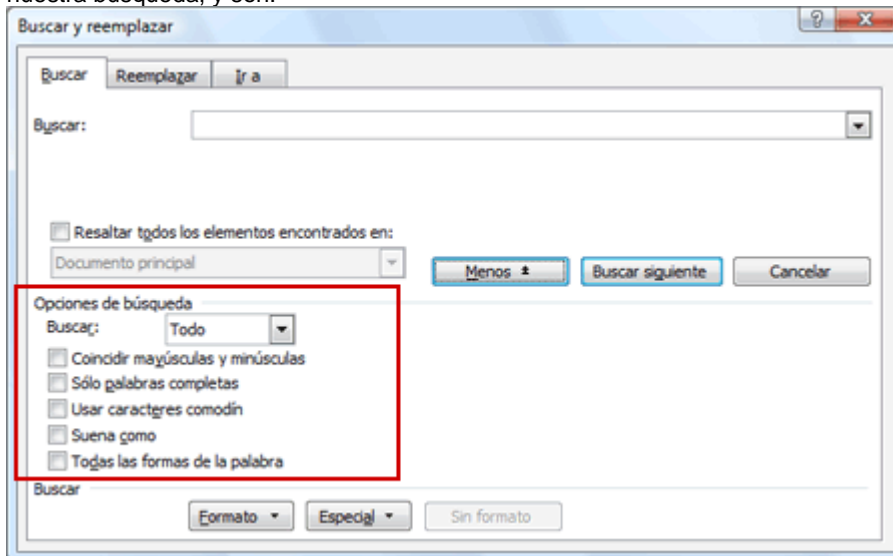 nuestra búsqueda, y son:
Buscar y reemplazar
Buscar Reemplazar Ir a
Buscar:
Resaltar todos los elementos encontrados en:
Documento principal
Menos Buscar siguiente Cancelar
Opciones de búsqueda
Buscar: Todo
Coincidir mayúsculas y minúsculas
Sólo palabras completas
Usar caracteres comodín
Suena como
Todas las formas de la palabra
Buscar
Formato Especial Sin formato